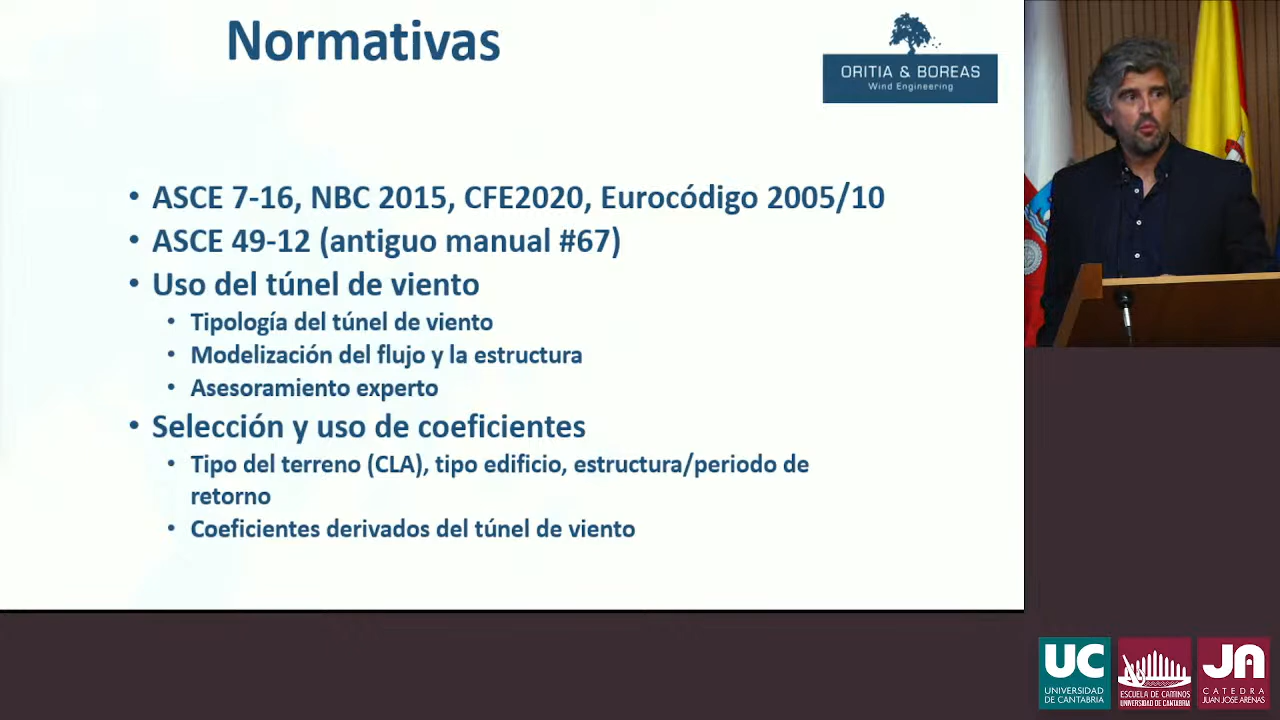 Normativas
ORITIA & BOREAS
Wind Engineering
• ASCE 7-16, NBC 2015, CFE2020, Eurocódigo 2005/10
• ASCE 49-12 (antiguo manual #67)
• Uso del túnel de viento
• Tipología del túnel de viento
• Modelización del flujo y la estructura
• Asesoramiento experto
• Selección y uso de coeficientes
• Tipo del terreno (CLA), tipo edificio, estructura/periodo de
retorno
• Coeficientes derivados del túnel de viento
UC
UNIVERSIDAD
DE CANTABRIA
ESCUELA DE CAMINOS
UNIVERSIDAD DE CANTABRIA
JA
CATEDRA
JUAN JOSE ARENAS